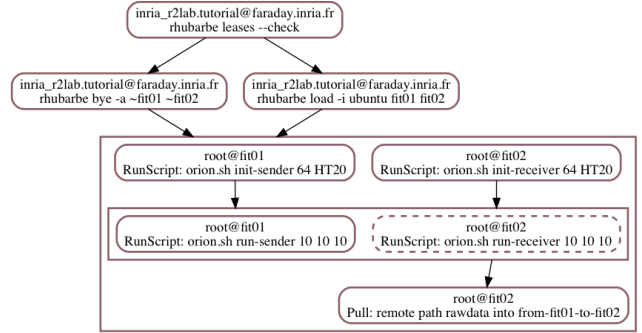 inria_r2lab.tutorial@faraday.inria.fr
rhubarbe leases --check
inria_r2lab.tutorial@faraday.inria.fr
rhubarbe bye -a ~fit01 ~fit02
inria_r2lab.tutorial@faraday.inria.fr
rhubarbe load -i ubuntu fit01 fit02
root@fit01
RunScript: orion.sh init-sender 64 HT20
root@fit02
RunScript: orion.sh init-receiver 64 HT20
root@fit01
RunScript: orion.sh run-sender 10 10 10
root@fit02
RunScript: orion.sh run-receiver 10 10 10
root@fit02
Pull: remote path rawdata into from-fit01-to-fit02